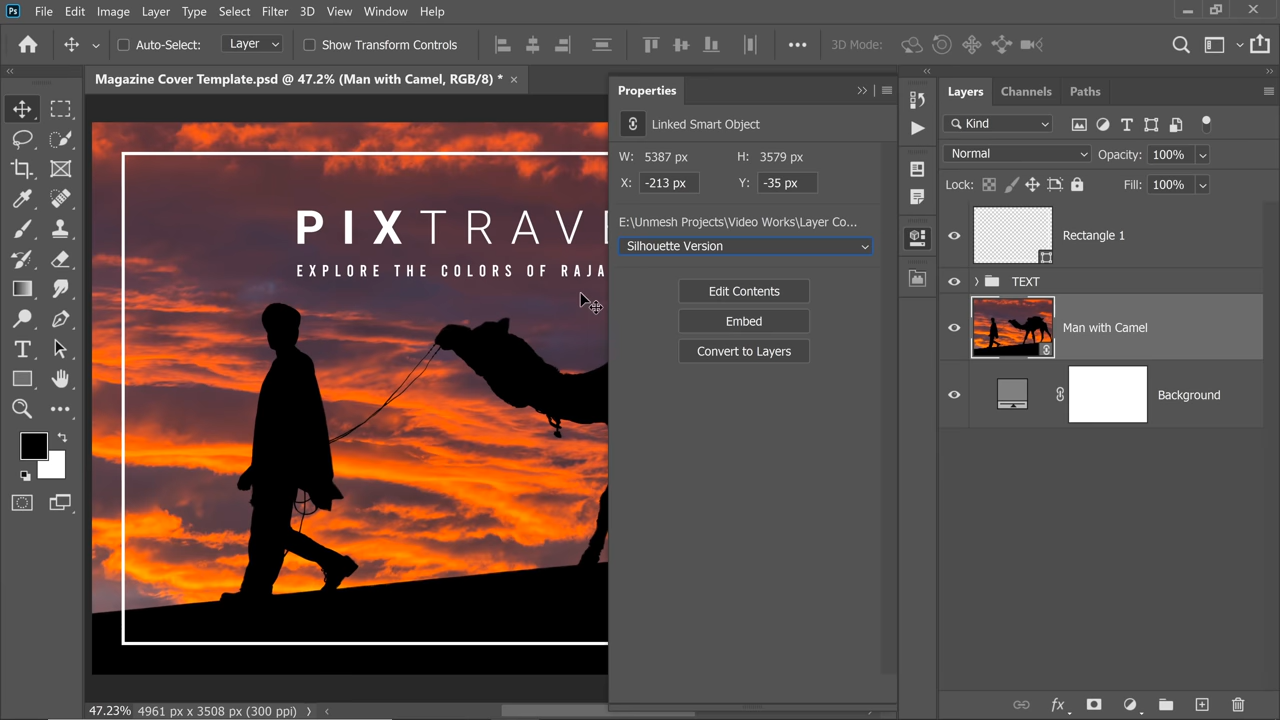 Ps File Edit Image Layer Type Select Filter 3D View Window Help
Auto-Select: Layer Show Transform Controls 3D Mode:
Magazine Cover Template.psd @ 47.2% (Man with Camel, RGB/8) *
Properties
Linked Smart Object
W: 5387 px H: 3579 px
X: -213 px Y: -35 px
E:\Unmesh Projects\Video Works\Layer Co...
Silhouette Version
Edit Contents
Embed
Convert to Layers
PIXTRAVE
EXPLORE THE COLORS OF RAJA
Layers Channels Paths
Kind
Normal Opacity: 100%
Lock: Fill: 100%
Rectangle 1
TEXT
Man with Camel
Background
fx
47.23% 4961 px x 3508 px (300 ppi)